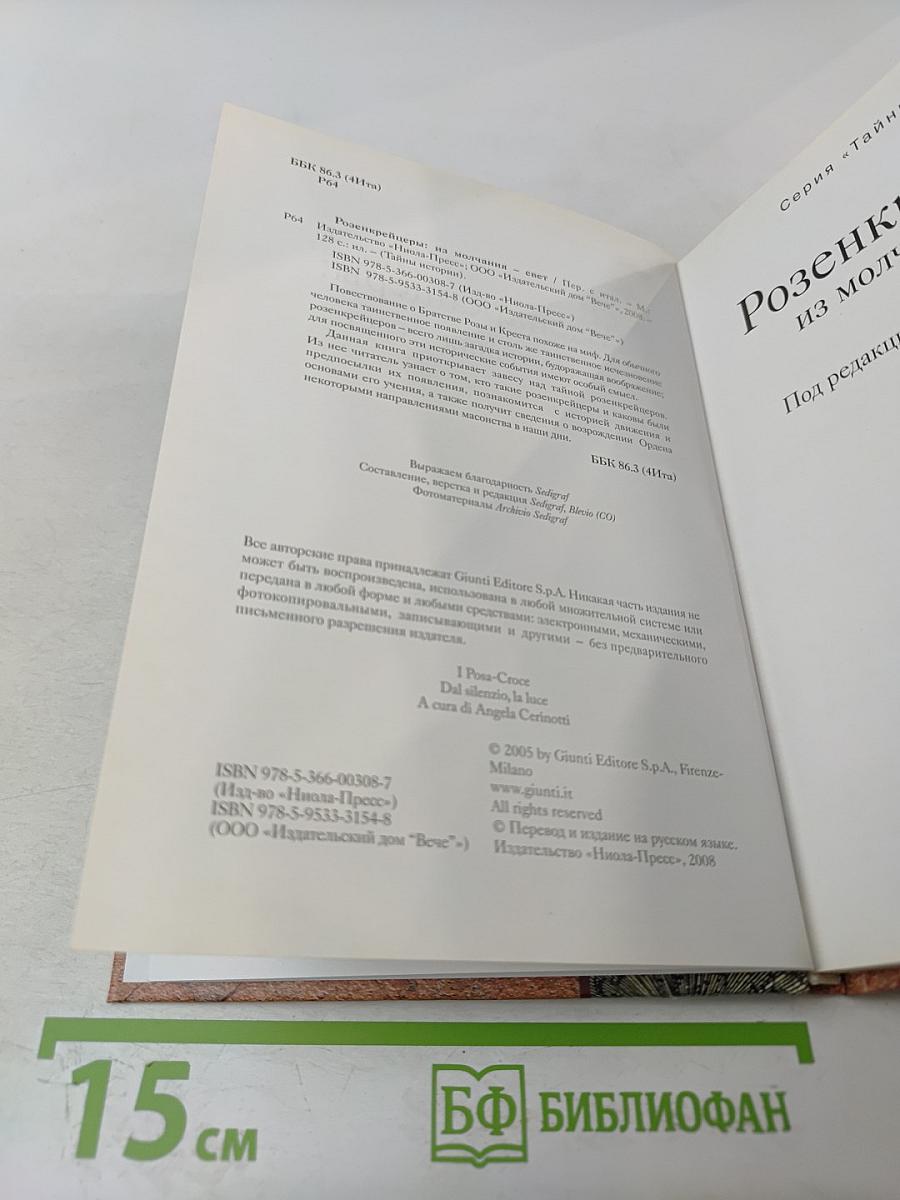 ББК 86.3 (4Ита)
Р64
Розенкрейцеры: из молчания – свет / Пер. с итал. – М.:
Р64 Издательство «Ниола-Пресс»; ООО «Издательский дом "Вече"», 2008. –
128 с.: ил. – (Тайны истории).
ISBN 978-5-366-00308-7 (Изд-во «Ниола-Пресс»)
ISBN 978-5-9533-3154-8 (ООО «Издательский дом "Вече"»)
Повествования о Братстве Розы и Креста похоже на миф. Для обычного
человека таинственное появление и столь же таинственное исчезновение
розенкрейцеров – всего лишь загадка истории, будоражащая воображение;
для посвященного эти исторические события имеют особый смысл.
Данная книга приоткрывает завесу над тайной розенкрейцеров.
Из нее читатель узнает о том, кто такие розенкрейцеры и каковы были
предпосылки их появления, познакомится с историей движения и
основами его учения, а также получит сведения о возрождении Ордена
некоторыми направлениями масонства в наши дни.
ББК 86.3 (4Ита)
Выражаем благодарность Sedigraf
Составление, верстка и редакция Sedigraf, Blevio (CO)
Фотоматериалы Archivio Sedigraf
Все авторские права принадлежат Giunti Editore S.p.A. Никакая часть издания не
может быть воспроизведена, использована в любой множительной системе или
передана в любой форме и любыми средствами: электронными, механическими,
фотокопировальными, записывающими и другими – без предварительного
письменного разрешения издателя.
I Роsa-Croce
Dal silenzio, la luce
A cura di Angela Cerinotti
ISBN 978-5-366-00308-7
(Изд-во «Ниола-Пресс»)
ISBN 978-5-9533-3154-8
(ООО «Издательский дом "Вече"»)
© 2005 by Giunti Editore S.p.A., Firenze-
Milano
www.giunti.it
All rights reserved
© Перевод и издание на русском языке.
Издательство «Ниола-Пресс», 2008
Серия «Тайн
Розенк
из молч
Под редакци
15 см
БФ БИБЛИОФАН